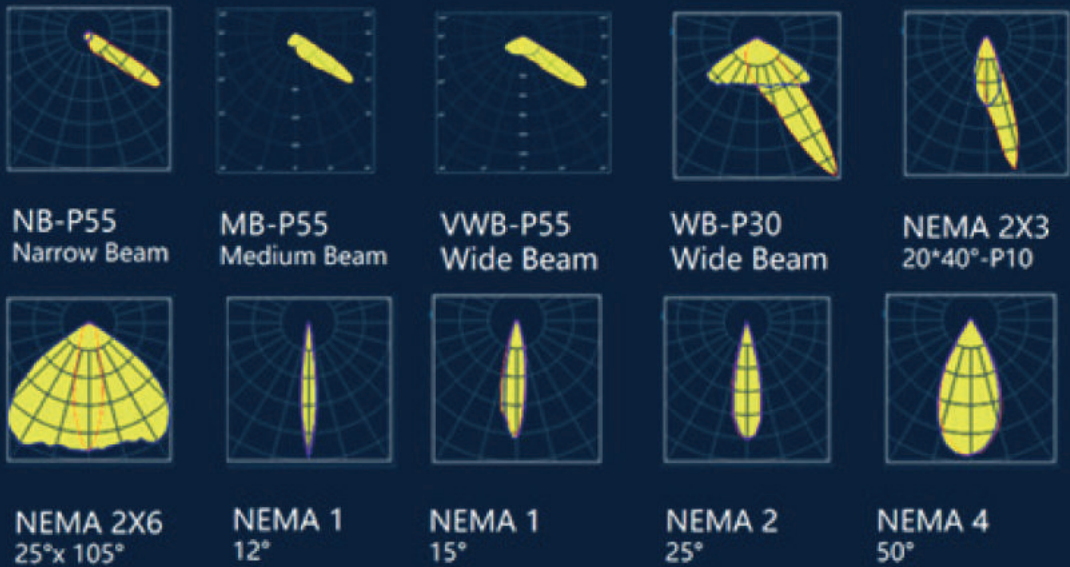 NB-P55
Narrow Beam
MB-P55
Medium Beam
VWB-P55
Wide Beam
WB-P30
Wide Beam
NEMA 2X3
20*40°-P10
NEMA 2X6
25°x 105°
NEMA 1
12°
NEMA 1
15°
NEMA 2
25°
NEMA 4
50°